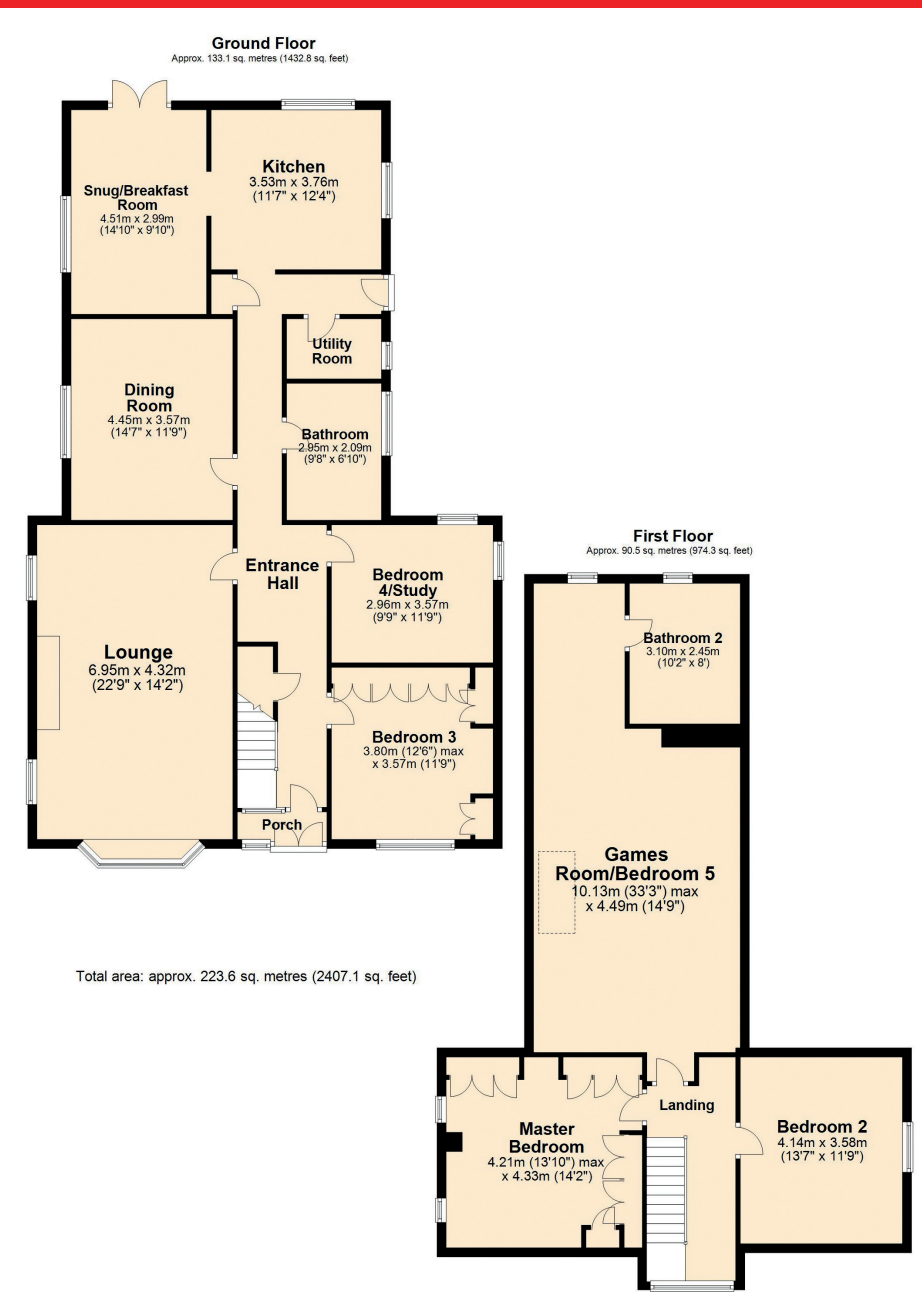 Ground Floor
Approx. 133.1 sq. metres (1432.8 sq. feet)
Kitchen
3.53m x 3.76m
(11'7" x 12'4")
Snug/Breakfast
Room
4.51m x 2.99m
(14'10" x 9'10")
Utility
Room
Dining
Room
4.45m x 3.57m
(14'7" x 11'9")
Bathroom
2.95m x 2.09m
(9'8" x 6'10")
Entrance
Hall
Bedroom
4/Study
2.96m x 3.57m
(9'9" x 11'9")
Lounge
6.95m x 4.32m
(22'9" x 14'2")
Bedroom 3
3.80m (12'6") max
x 3.57m (11'9")
Porch
Total area: approx. 223.6 sq. metres (2407.1 sq. feet)
First Floor
Approx. 90.5 sq. metres (974.3 sq. feet)
Bathroom 2
3.10m x 2.45m
(10'2" x 8')
Games
Room/Bedroom 5
10.13m (33'3") max
x 4.49m (14'9")
Landing
Master
Bedroom
4.21m (13'10") max
x 4.33m (14'2")
Bedroom 2
4.14m x 3.58m
(13'7" x 11'9")